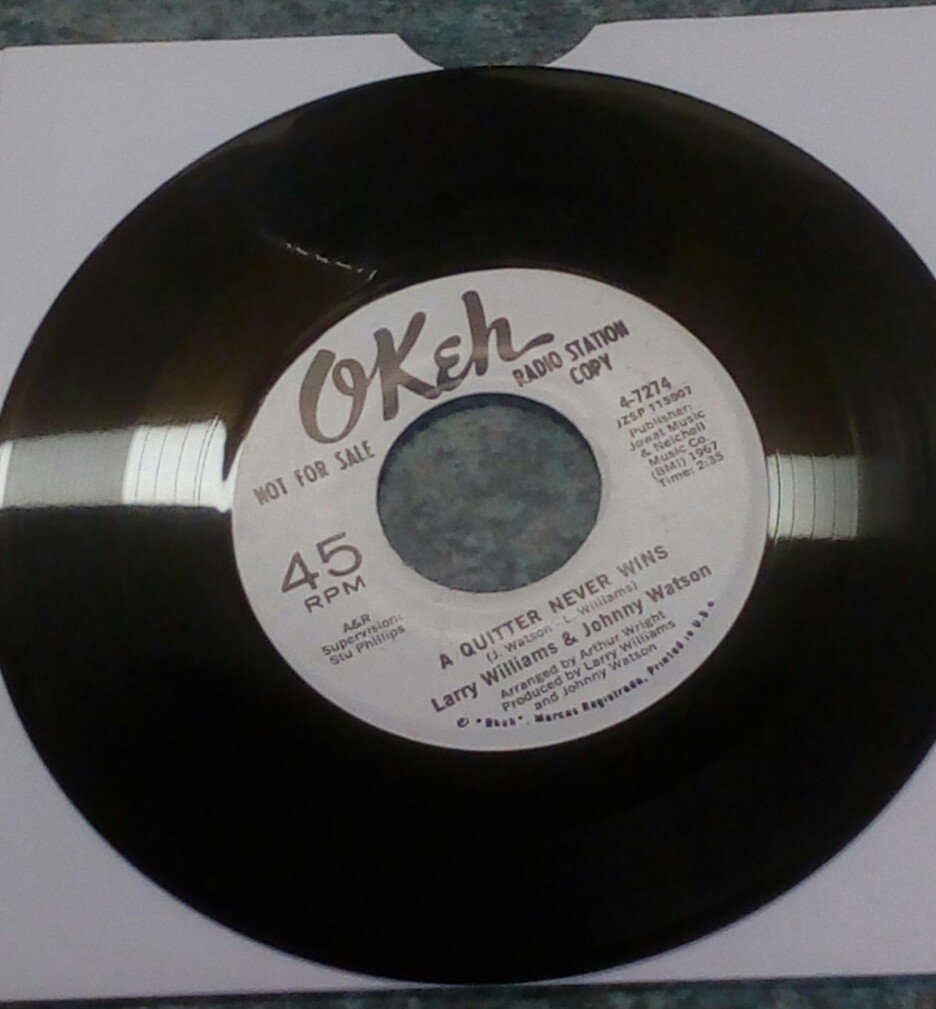 OKeh
RADIO STATION
COPY
NOT FOR SALE
4-7274
JZSP 115907
Publisher:
Jowat Music
& Neichell
Music Co.
(BMI) 1967
Time: 2:35
45
RPM
A&R
Supervision:
Stu Phillips
A QUITTER NEVER WINS
(J. Watson - L. Williams)
Larry Williams & Johnny Watson
Arranged by Arthur Wright
Produced by Larry Williams
and Johnny Watson
"Okeh", Marcas Registrada. Printed in U.S.A.